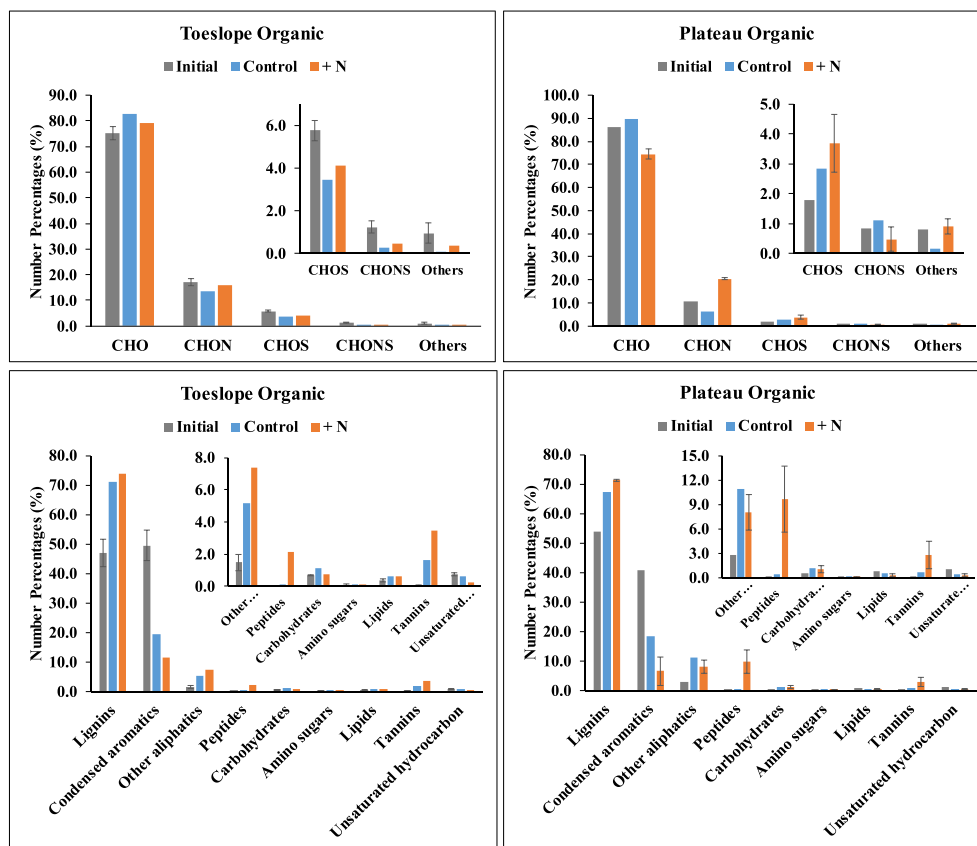 Toeslope Organic
Initial Control + N
Number Percentages (%)
90.0
80.0
70.0
60.0
50.0
40.0
30.0
20.0
10.0
0.0
CHO CHON CHOS CHONS Others
6.0
4.0
2.0
0.0
CHOS CHONS Others
Plateau Organic
Initial Control + N
Number Percentages (%)
100.0
90.0
80.0
70.0
60.0
50.0
40.0
30.0
20.0
10.0
0.0
CHO CHON CHOS CHONS Others
5.0
4.0
3.0
2.0
1.0
0.0
CHOS CHONS Others
Toeslope Organic
Initial Control + N
Number Percentages (%)
80.0
70.0
60.0
50.0
40.0
30.0
20.0
10.0
0.0
Lignins
Condensed aromatics
Other aliphatics
Peptides
Carbohydrates
Amino sugars
Lipids
Tannins
Unsaturated hydrocarbon
8.0
6.0
4.0
2.0
0.0
Other…
Peptides
Carbohydrates
Amino sugars
Lipids
Tannins
Unsaturated…
Plateau Organic
Initial Control + N
Number Percentages (%)
80.0
70.0
60.0
50.0
40.0
30.0
20.0
10.0
0.0
Lignins
Condensed aromatics
Other aliphatics
Peptides
Carbohydrates
Amino sugars
Lipids
Tannins
Unsaturated hydrocarbon
15.0
12.0
9.0
6.0
3.0
0.0
Other…
Peptides
Carbohydra…
Amino sugars
Lipids
Tannins
Unsaturate…